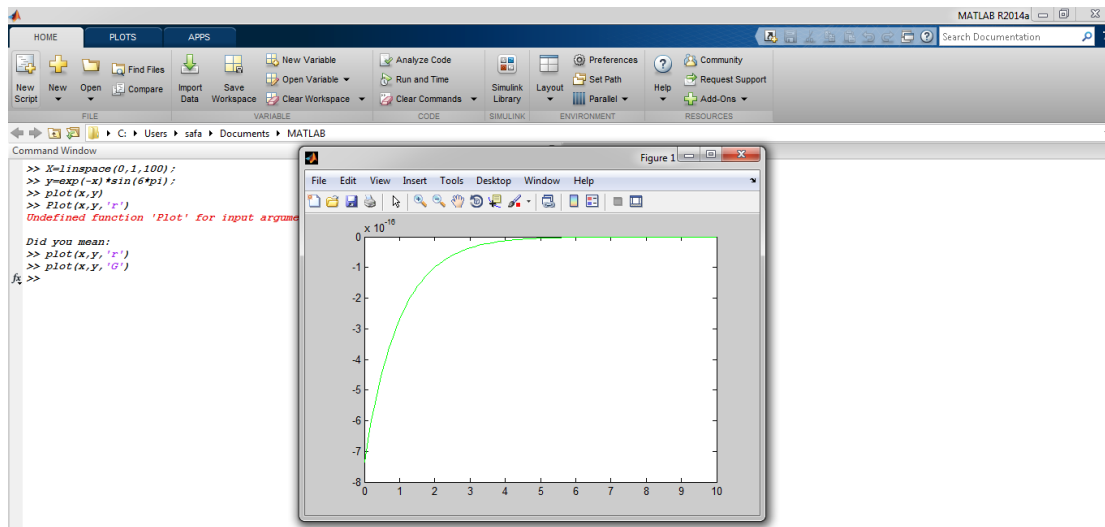 MATLAB R2014a
HOME PLOTS APPS
Search Documentation
New Script
New
Open
Find Files
Compare
Import Data
Save Workspace
New Variable
Open Variable
Clear Workspace
Analyze Code
Run and Time
Clear Commands
Simulink Library
Layout
Preferences
Set Path
Parallel
Help
Community
Request Support
Add-Ons
FILE VARIABLE CODE SIMULINK ENVIRONMENT RESOURCES
C: Users safa Documents MATLAB
Command Window
>> X=linspace(0,1,100);
>> y=exp(-x)*sin(6*pi);
>> plot(x,y)
>> Plot(x,y,'r')
Undefined function 'Plot' for input argume
Did you mean:
>> plot(x,y,'r')
>> plot(x,y,'G')
fx >>
Figure 1
File Edit View Insert Tools Desktop Window Help
x 10^-16
0
-1
-2
-3
-4
-5
-6
-7
-8
0 1 2 3 4 5 6 7 8 9 10